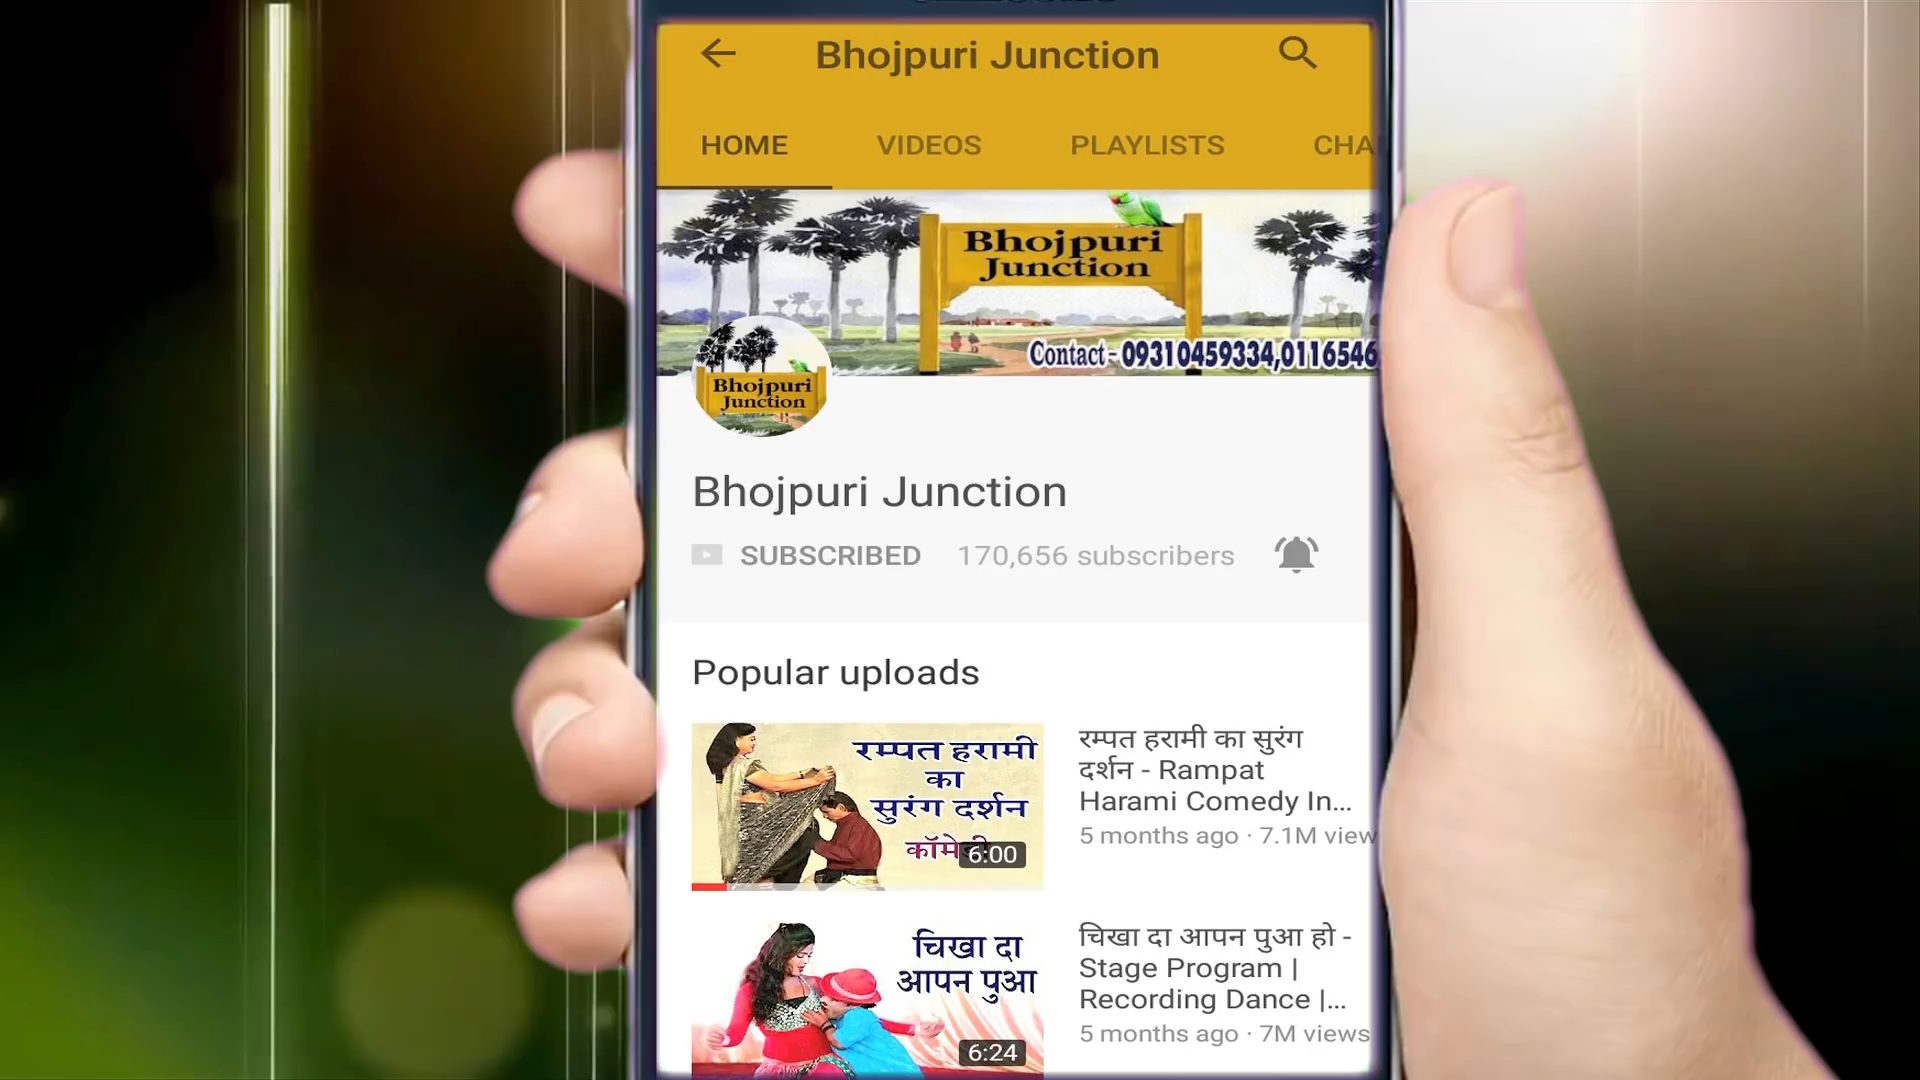 Bhojpuri Junction
HOME VIDEOS PLAYLISTS CHA
Bhojpuri
Junction
Contact - 09310459334,0116546
Bhojpuri
Junction
Bhojpuri Junction
SUBSCRIBED 170,656 subscribers
Popular uploads
रम्पत हरामी
का
सुरंग दर्शन
6:00
रम्पत हरामी का सुरंग
दर्शन - Rampat
Harami Comedy In...
5 months ago · 7.1M view
चिखा दा
आपन पुआ
6:24
चिखा दा आपन पुआ हो -
Stage Program |
Recording Dance |...
5 months ago · 7M views